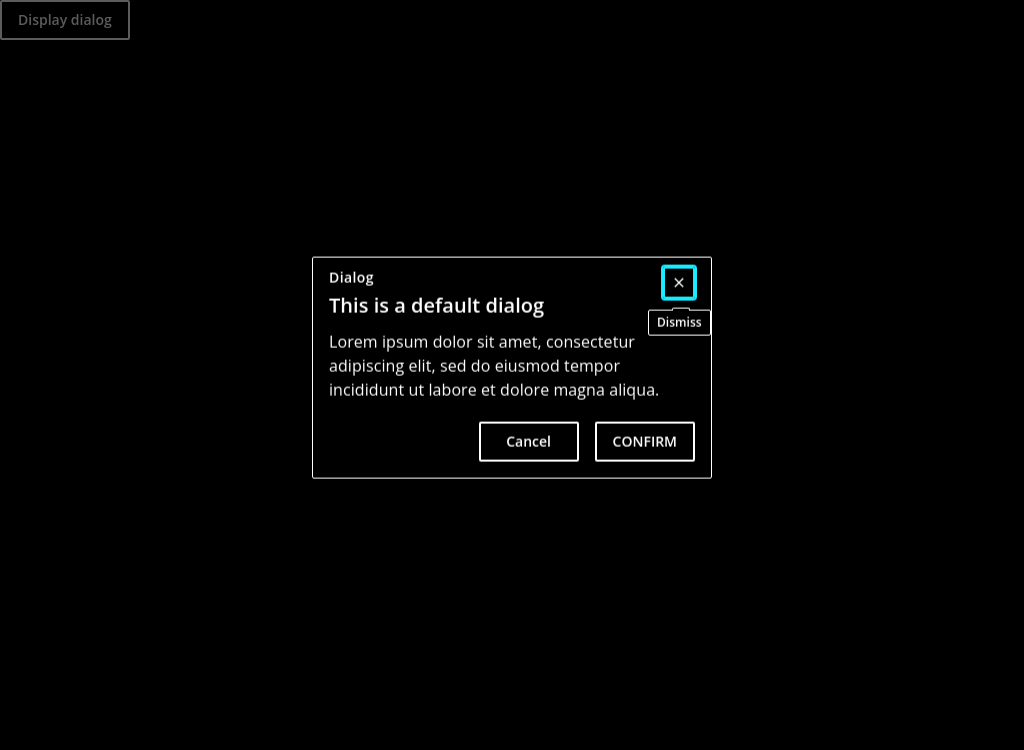 Display dialog
Dialog
This is a default dialog
Dismiss
Lorem ipsum dolor sit amet, consectetur
adipiscing elit, sed do eiusmod tempor
incididunt ut labore et dolore magna aliqua.
Cancel
CONFIRM